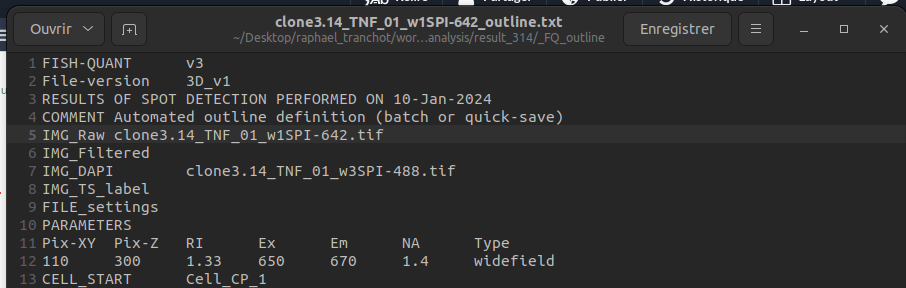 clone3.14_TNF_01_w1SPI-642_outline.txt
Ouvrir
~/Desktop/raphael_tranchot/wor…analysis/result_314/_FQ_outline
Enregistrer
1 FISH-QUANT v3
2 File-version 3D_v1
3 RESULTS OF SPOT DETECTION PERFORMED ON 10-Jan-2024
4 COMMENT Automated outline definition (batch or quick-save)
5 IMG_Raw clone3.14_TNF_01_w1SPI-642.tif
6 IMG_Filtered
7 IMG_DAPI clone3.14_TNF_01_w3SPI-488.tif
8 IMG_TS_label
9 FILE_settings
10 PARAMETERS
11 Pix-XY Pix-Z RI Ex Em NA Type
12 110 300 1.33 650 670 1.4 widefield
13 CELL_START Cell_CP_1